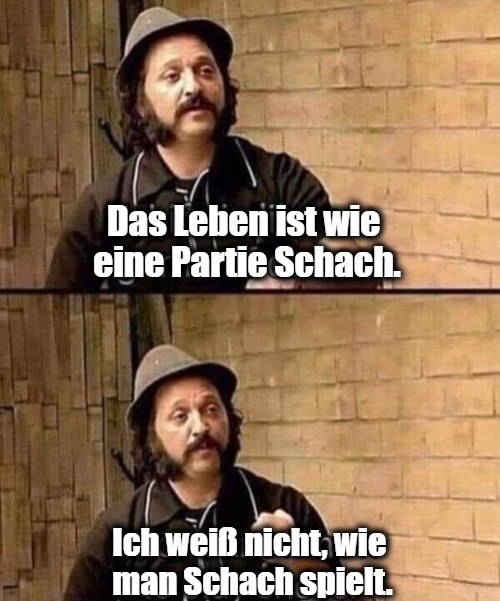 Das Leben ist wie
eine Partie Schach.
Ich weiß nicht, wie
man Schach spielt.